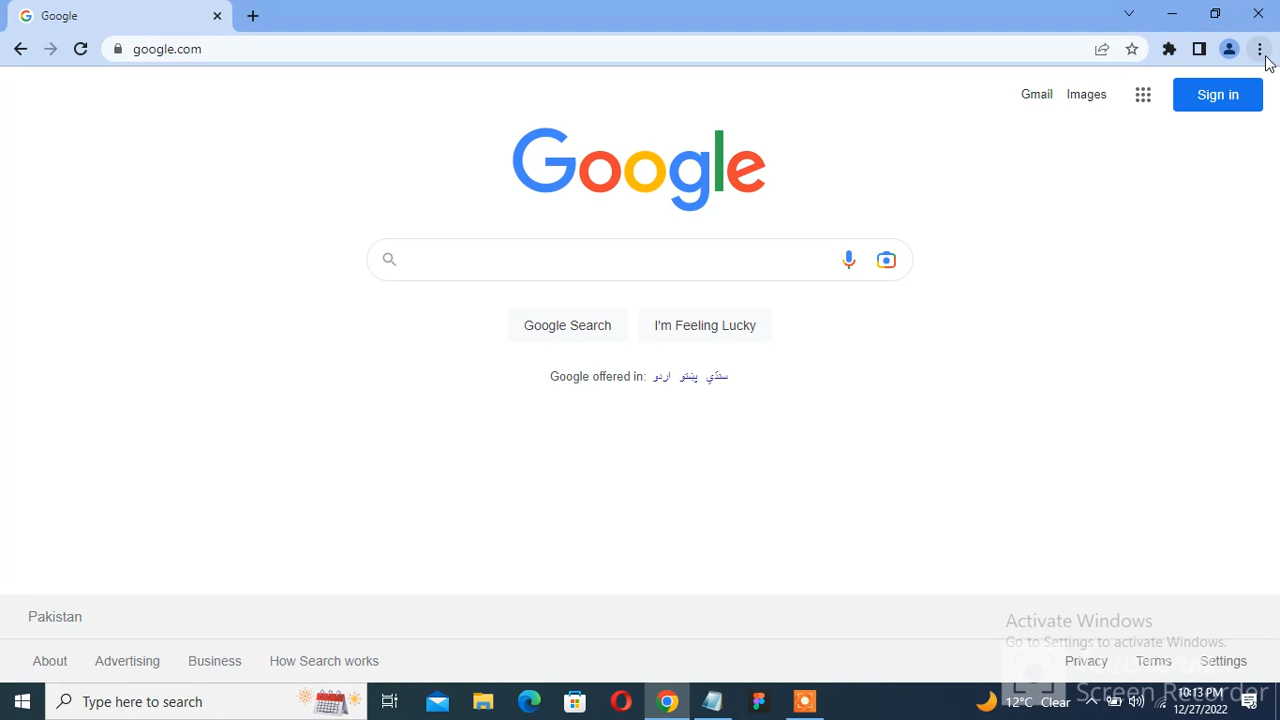 Google
google.com
Gmail Images Sign in
Google
Google Search I'm Feeling Lucky
Google offered in: اردو پښتو سنڌي
Pakistan
Activate Windows
Go to Settings to activate Windows.
About Advertising Business How Search works Privacy Terms Settings
Screen Recorder
Type here to search 12°C Clear 10:13 PM
12/27/2022